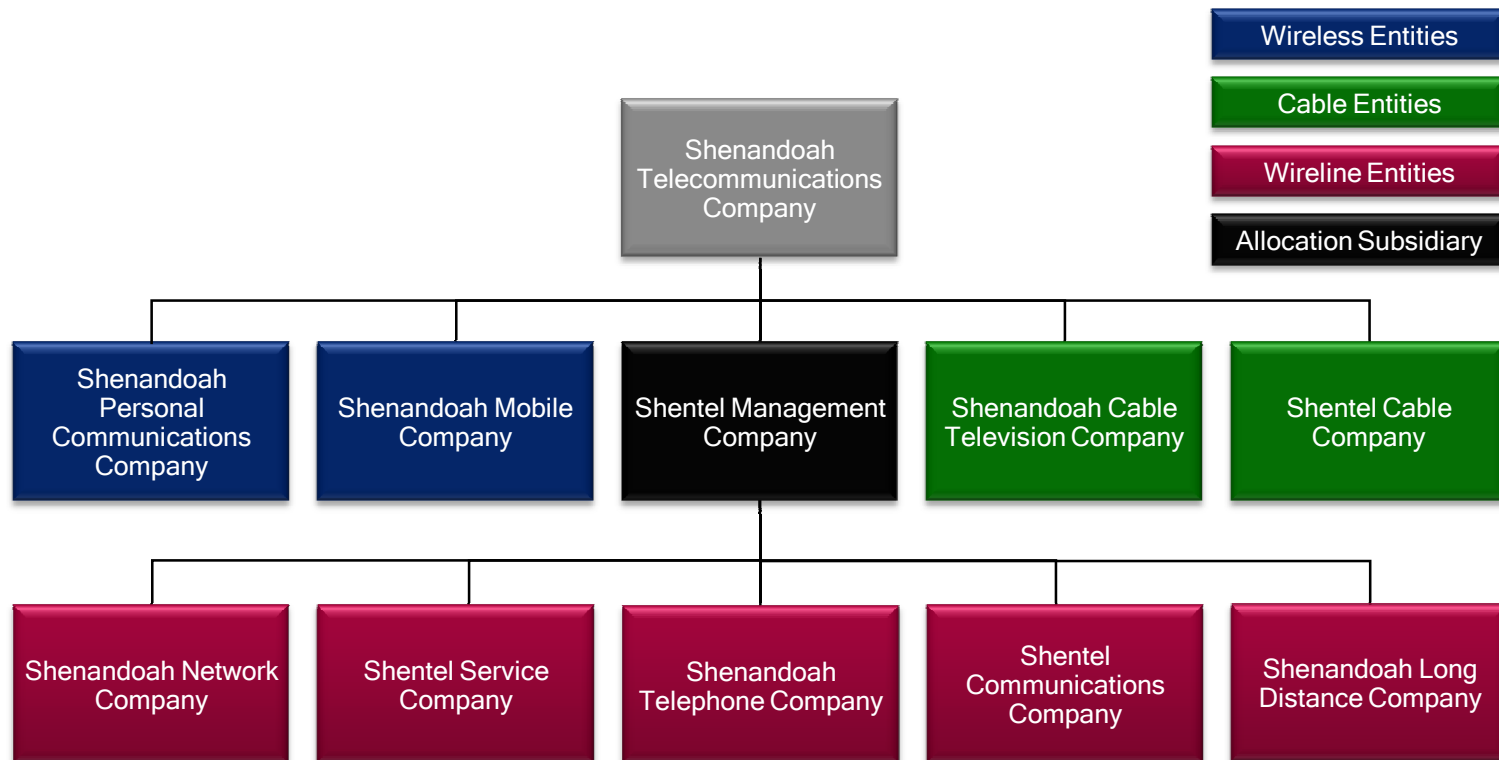 Wireless Entities
Cable Entities
Wireline Entities
Allocation Subsidiary
Shenandoah
Telecommunications
Company
Shenandoah
Personal
Communications
Company
Shenandoah Mobile
Company
Shentel Management
Company
Shenandoah Cable
Television Company
Shentel Cable
Company
Shenandoah Network
Company
Shentel Service
Company
Shenandoah
Telephone Company
Shentel
Communications
Company
Shenandoah Long
Distance Company